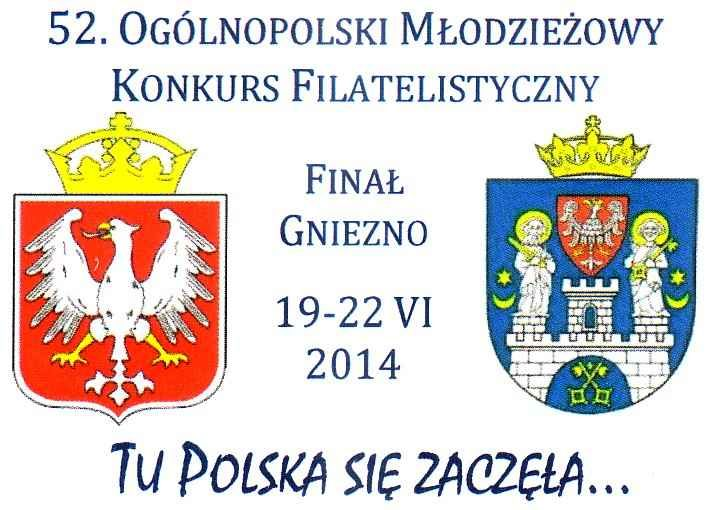 52. Ogólnopolski Młodzieżowy
Konkurs Filatelistyczny
Finał
Gniezno
19-22 VI
2014
Tu Polska się zaczęła...